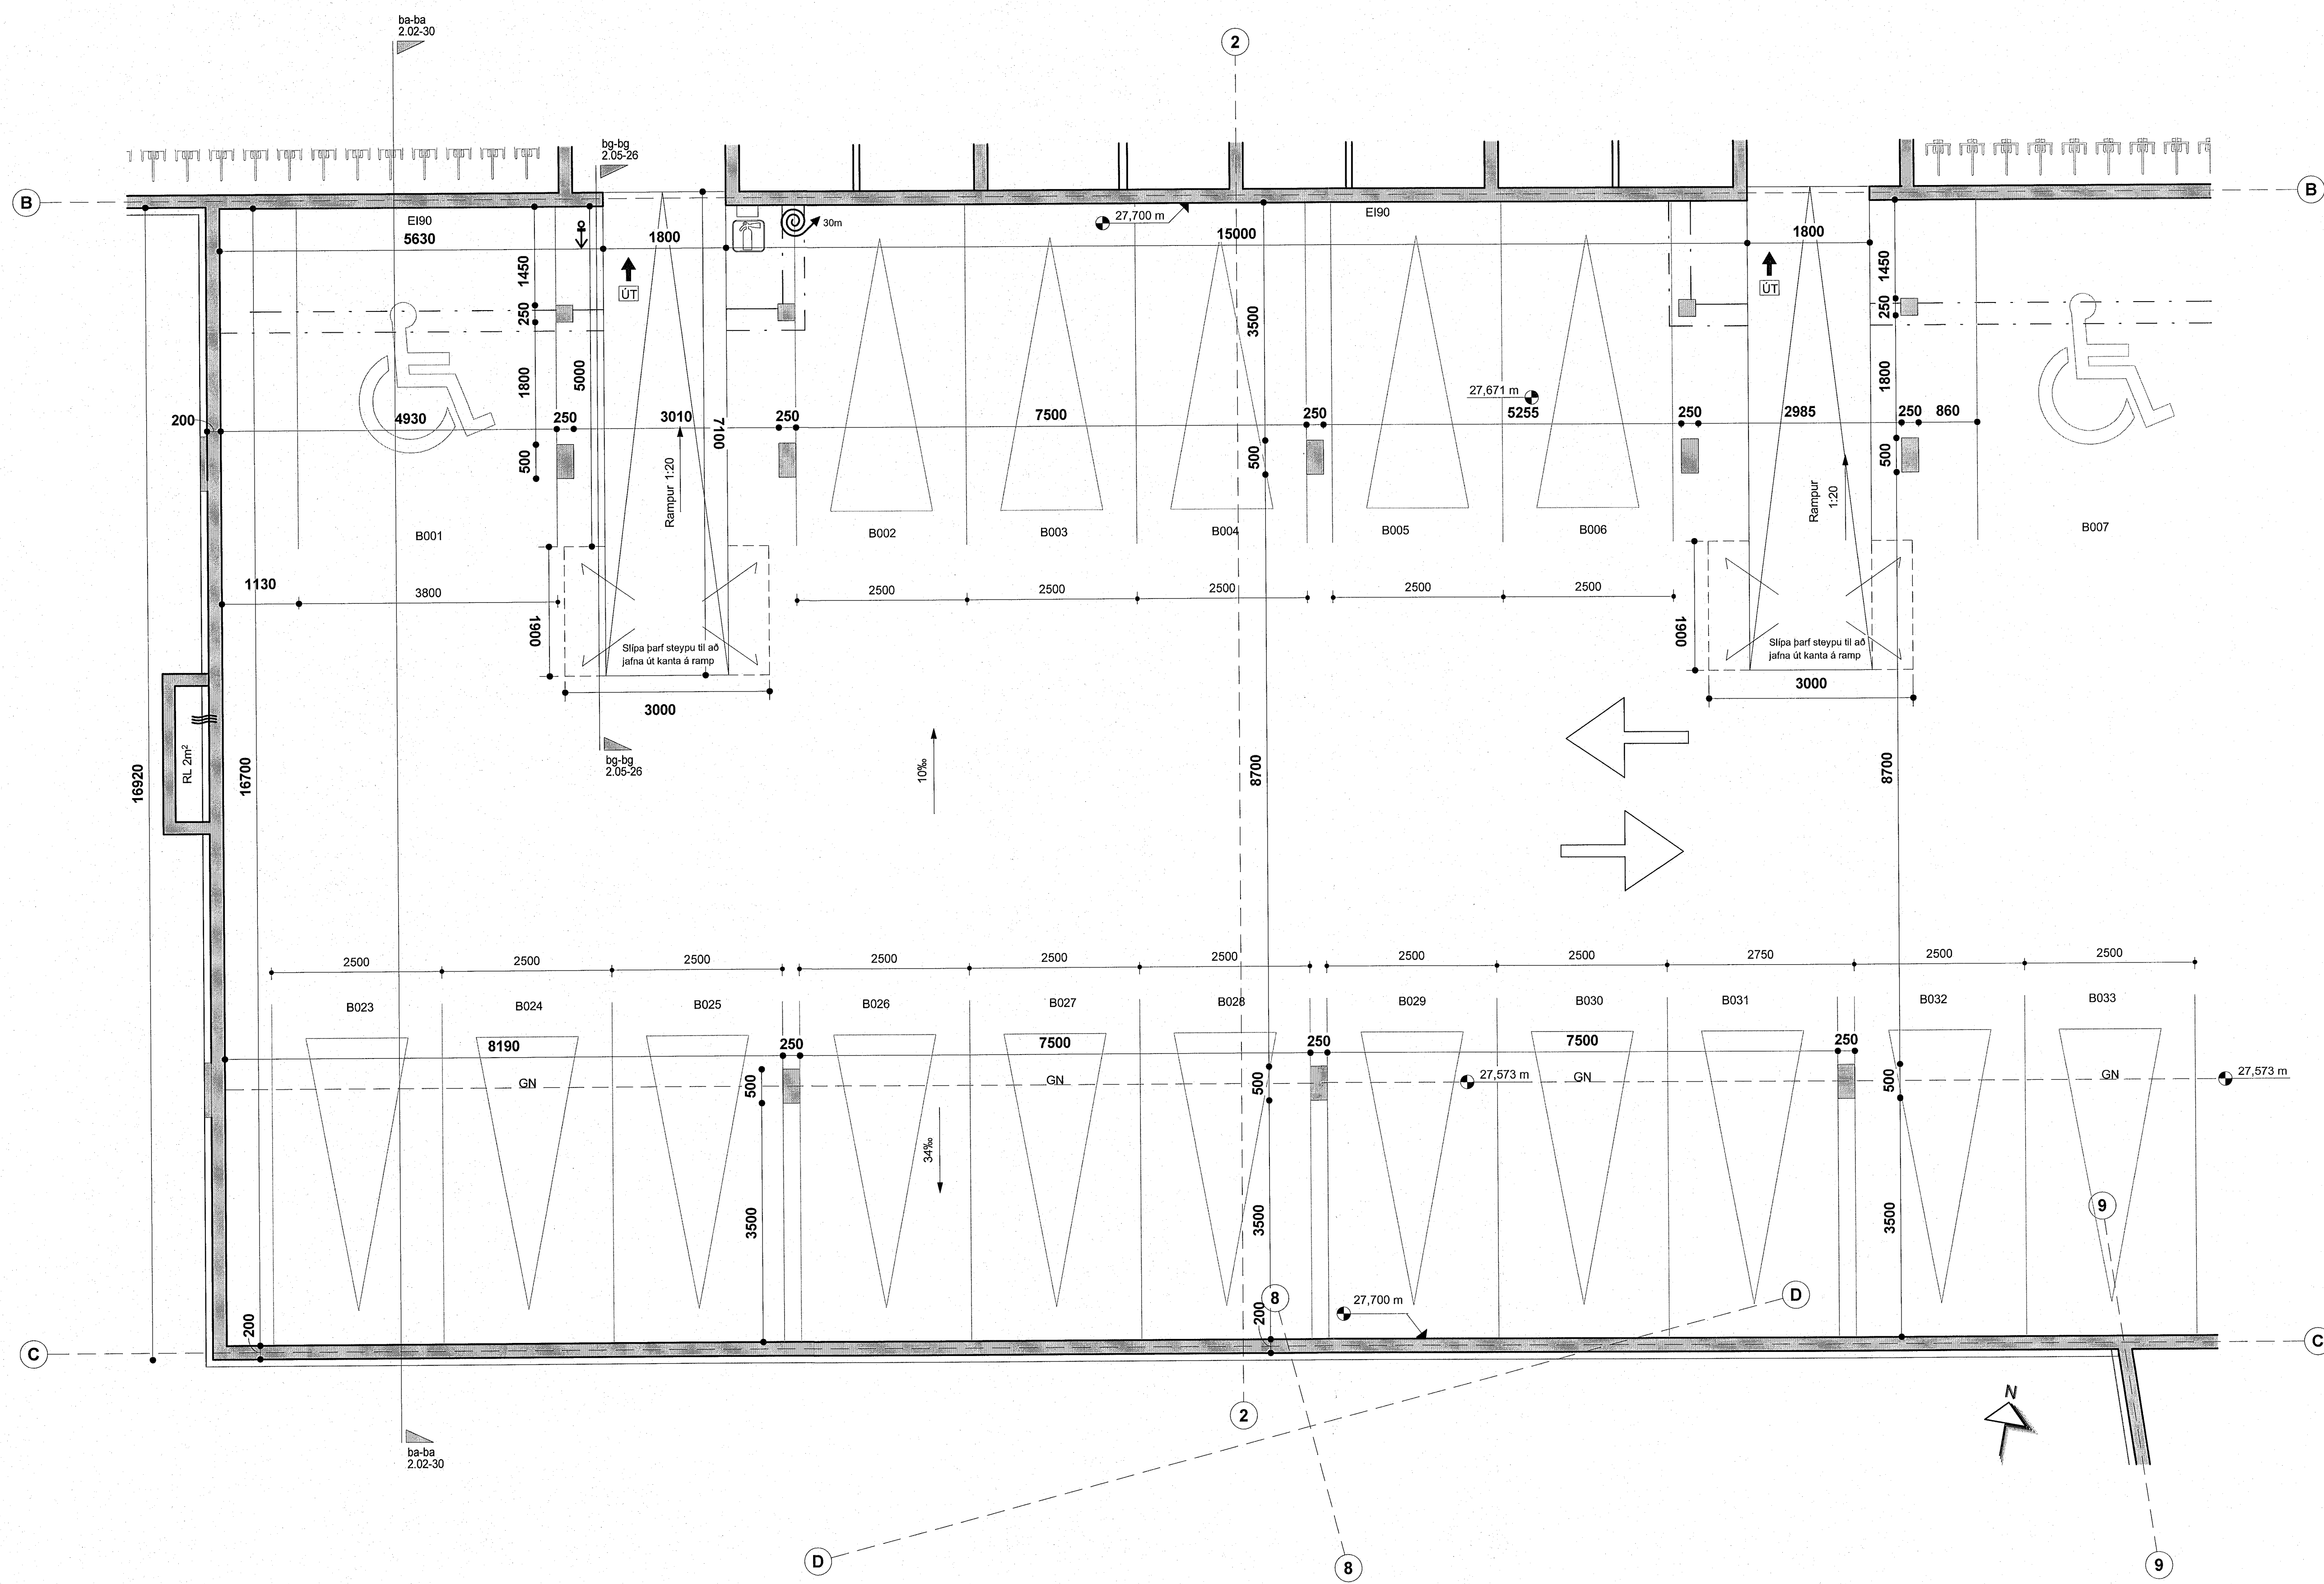 ba-ba
2.02-30
2
bg-bg
2.05-26
B
B
EI90
5630
1800
30m
27,700 m
EI90
15000
1800
1450
250
1800
500
5000
ÚT
3500
500
ÚT
1450
250
1800
500
200
4930
250
3010
7100
250
7500
250
27,671 m
5255
250
2985
250
860
Rampur 1:20
Rampur
1:20
B001
B002
B003
B004
B005
B006
B007
1130
3800
2500
2500
2500
2500
2500
1900
Slípa þarf steypu til að
jafna út kanta á ramp
3000
1900
Slípa þarf steypu til að
jafna út kanta á ramp
3000
bg-bg
2.05-26
16920
RL 2m²
16700
10‰
8700
8700
2500
2500
2500
2500
2500
2500
2500
2500
2750
2500
2500
B023
B024
B025
B026
B027
B028
B029
B030
B031
B032
B033
8190
250
7500
250
7500
250
GN
GN
27,573 m
GN
GN
27,573 m
500
500
500
34‰
3500
3500
3500
9
200
200
8
27,700 m
D
C
C
2
N
ba-ba
2.02-30
D
8
9